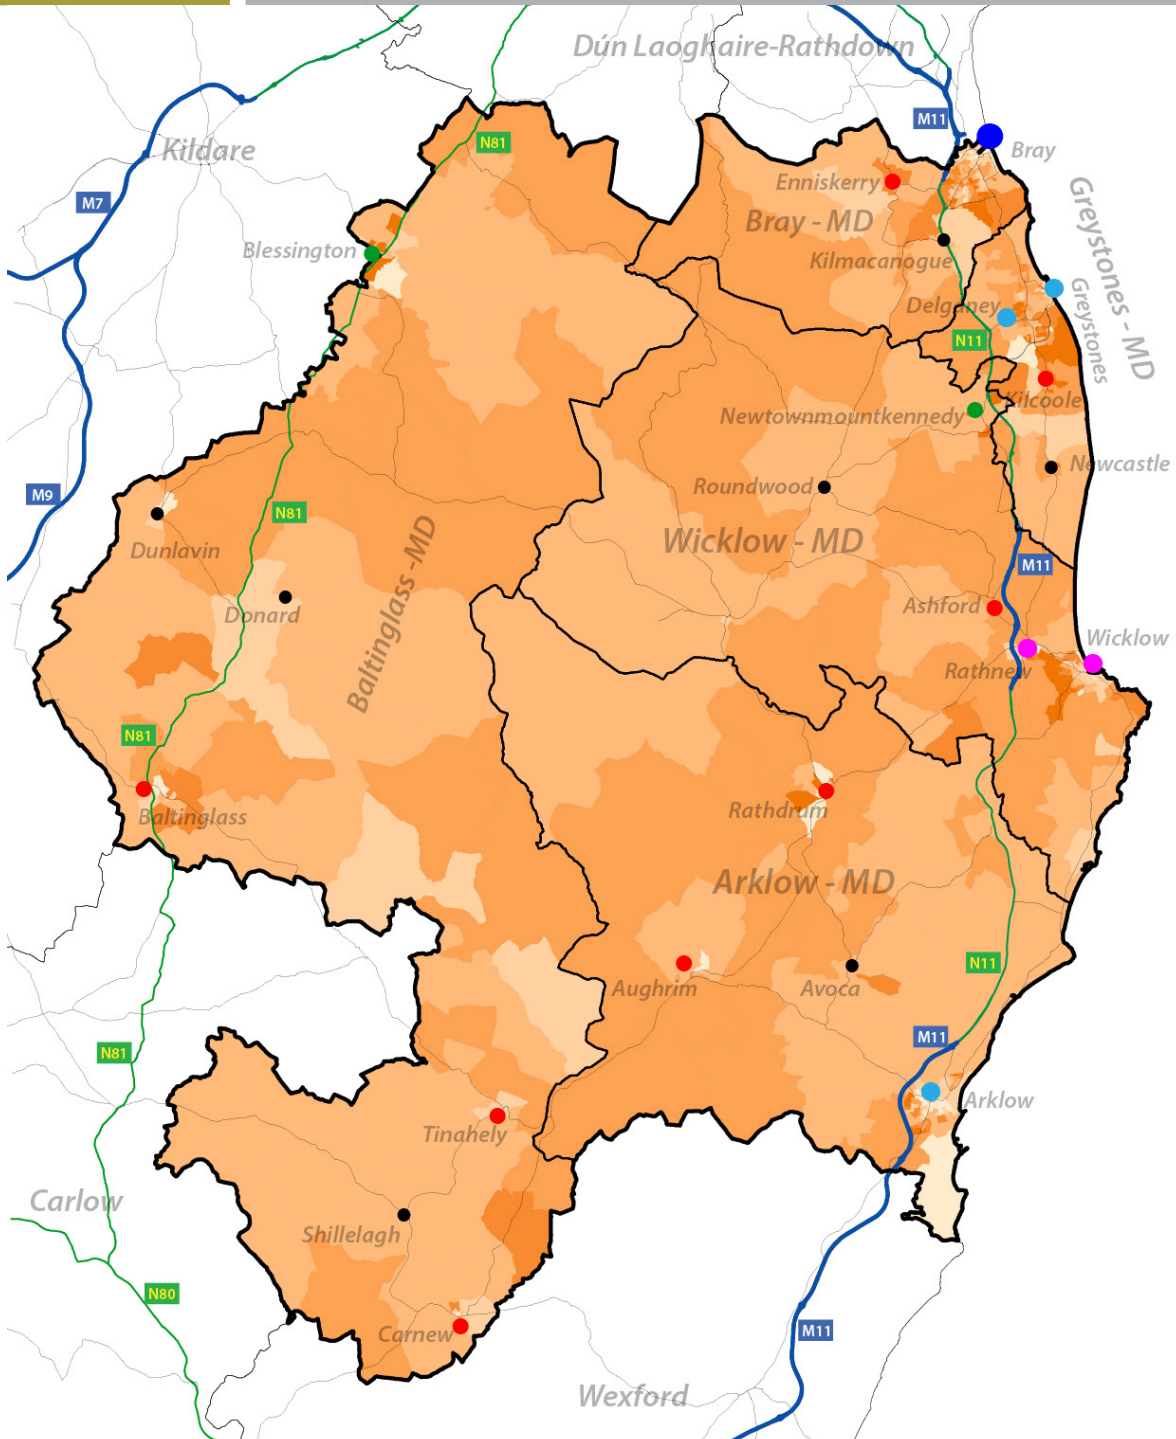 Dún Laoghaire-Rathdown
M11
N81
Kildare
Bray
Enniskerry
M7
Bray - MD
Greystones - MD
Blessington
Kilmacanogue
Delganey
Greystones
N11
Kilcoole
Newtownmountkennedy
Newcastle
M9
Roundwood
N81
Dunlavin
Wicklow - MD
Baltinglass -MD
M11
Ashford
Donard
Wicklow
Rathnew
N81
Baltinglass
Rathdrum
Arklow - MD
N11
Aughrim
Avoca
M11
N81
Arklow
Tinahely
Carlow
Shillelagh
N80
M11
Carnew
Wexford